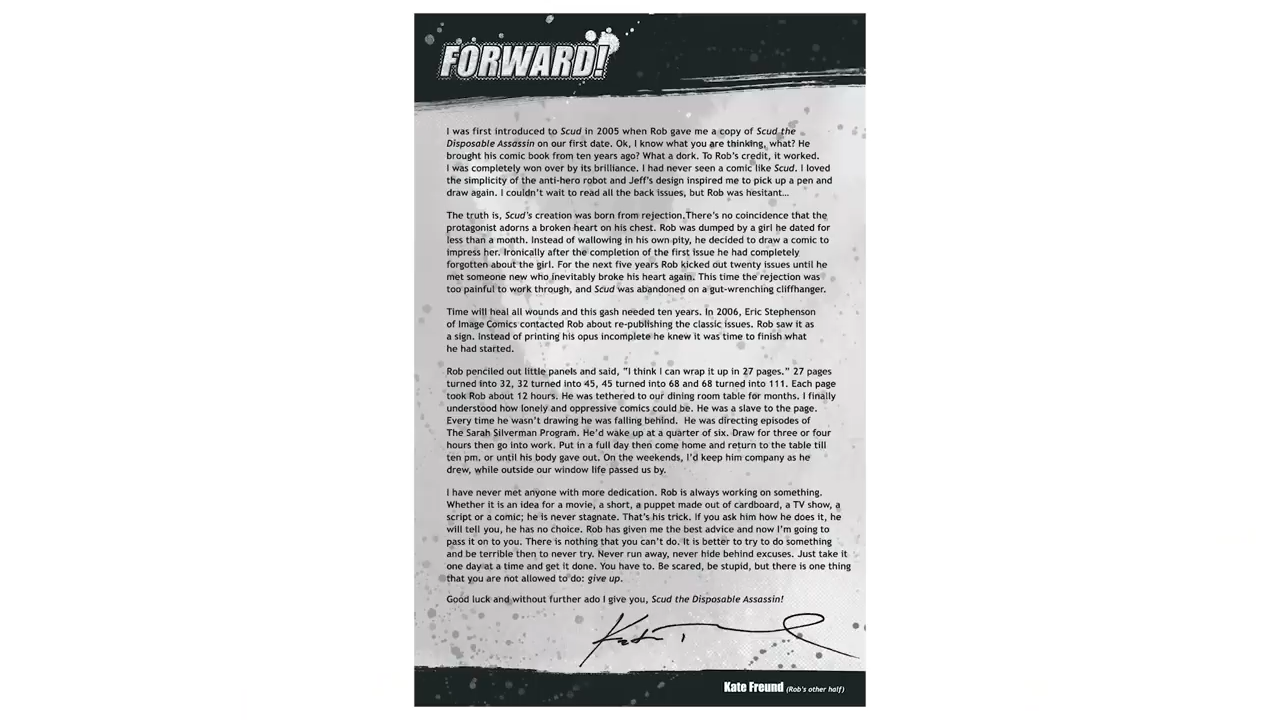 FORWARD!
I was first introduced to Scud in 2005 when Rob gave me a copy of Scud the
Disposable Assassin on our first date. Ok, I know what you are thinking, what? He
brought his comic book from ten years ago? What a dork. To Rob's credit, it worked.
I was completely won over by its brilliance. I had never seen a comic like Scud. I loved
the simplicity of the anti-hero robot and Jeff's design inspired me to pick up a pen and
draw again. I couldn't wait to read all the back issues, but Rob was hesitant...
The truth is, Scud's creation was born from rejection.There's no coincidence that the
protagonist adorns a broken heart on his chest. Rob was dumped by a girl he dated for
less than a month. Instead of wallowing in his own pity, he decided to draw a comic to
impress her. Ironically after the completion of the first issue he had completely
forgotten about the girl. For the next five years Rob kicked out twenty issues until he
met someone new who inevitably broke his heart again. This time the rejection was
too painful to work through, and Scud was abandoned on a gut-wrenching cliffhanger.
Time will heal all wounds and this gash needed ten years. In 2006, Eric Stephenson
of Image Comics contacted Rob about re-publishing the classic issues. Rob saw it as
a sign. Instead of printing his opus incomplete he knew it was time to finish what
he had started.
Rob penciled out little panels and said, "I think I can wrap it up in 27 pages." 27 pages
turned into 32, 32 turned into 45, 45 turned into 68 and 68 turned into 111. Each page
took Rob about 12 hours. He was tethered to our dining room table for months. I finally
understood how lonely and oppressive comics could be. He was a slave to the page.
Every time he wasn't drawing he was falling behind.  He was directing episodes of
The Sarah Silverman Program. He'd wake up at a quarter of six. Draw for three or four
hours then go into work. Put in a full day then come home and return to the table till
ten pm. or until his body gave out. On the weekends, I'd keep him company as he
drew, while outside our window life passed us by.
I have never met anyone with more dedication. Rob is always working on something.
Whether it is an idea for a movie, a short, a puppet made out of cardboard, a TV show, a
script or a comic; he is never stagnate. That's his trick. If you ask him how he does it, he
will tell you, he has no choice. Rob has given me the best advice and now I'm going to
pass it on to you. There is nothing that you can't do. It is better to try to do something
and be terrible then to never try. Never run away, never hide behind excuses. Just take it
one day at a time and get it done. You have to. Be scared, be stupid, but there is one thing
that you are not allowed to do: give up.
Good luck and without further ado I give you, Scud the Disposable Assassin!
Kate Freund (Rob's other half)